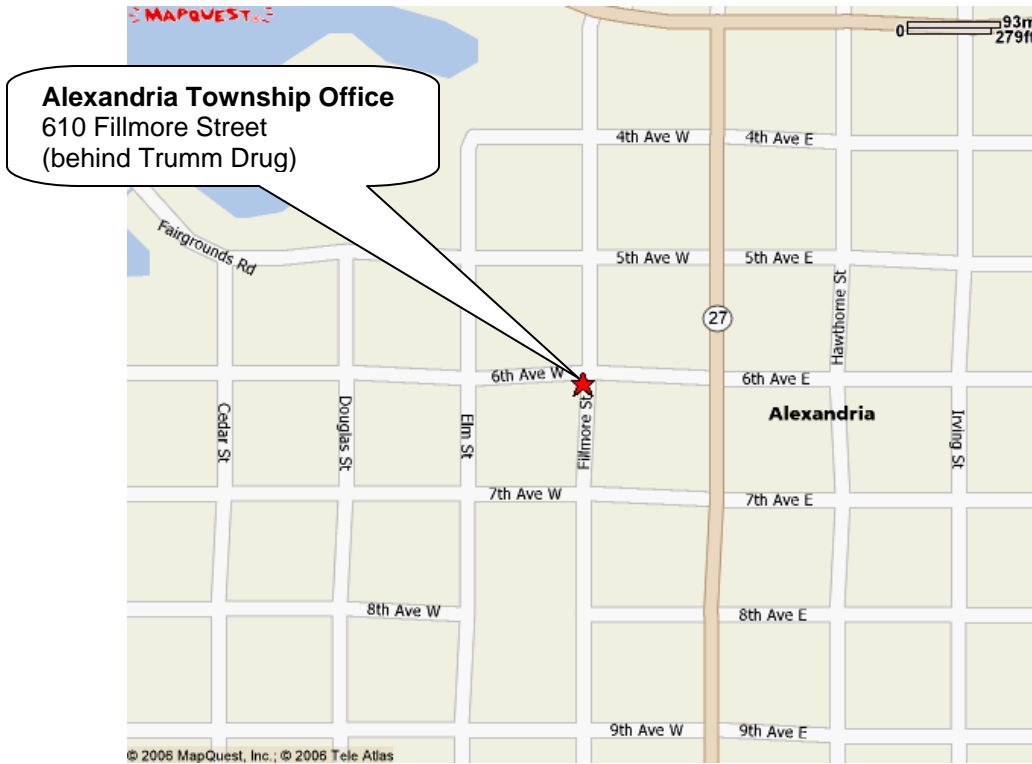 MAPQUEST
0
93m
279ft
Alexandria Township Office
610 Fillmore Street
(behind Trumm Drug)
4th Ave W
4th Ave E
Fairgrounds Rd
5th Ave W
5th Ave E
Hawthorne St
27
6th Ave W
6th Ave E
Cedar St
Douglas St
Elm St
Fillmore St
Alexandria
Irving St
7th Ave W
7th Ave E
8th Ave W
8th Ave E
9th Ave W
9th Ave E
© 2006 MapQuest, Inc.; © 2006 Tele Atlas